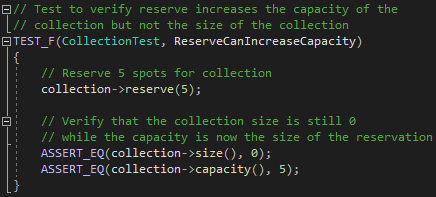 // Test to verify reserve increases the capacity of the
// collection but not the size of the collection
TEST_F(CollectionTest, ReserveCanIncreaseCapacity)
{
// Reserve 5 spots for collection
collection->reserve(5);
// Verify that the collection size is still 0
// while the capacity is now the size of the reservation
ASSERT_EQ(collection->size(), 0);
ASSERT_EQ(collection->capacity(), 5);
}